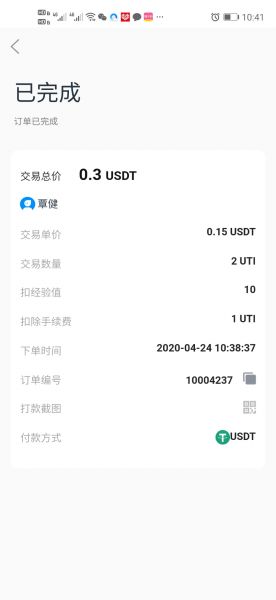 10:41
已完成
订单已完成
交易总价 0.3 USDT
覃健
交易单价 0.15 USDT
交易数量 2 UTI
扣经验值 10
扣除手续费 1 UTI
下单时间 2020-04-24 10:38:37
订单编号 10004237
打款截图
付款方式 USDT